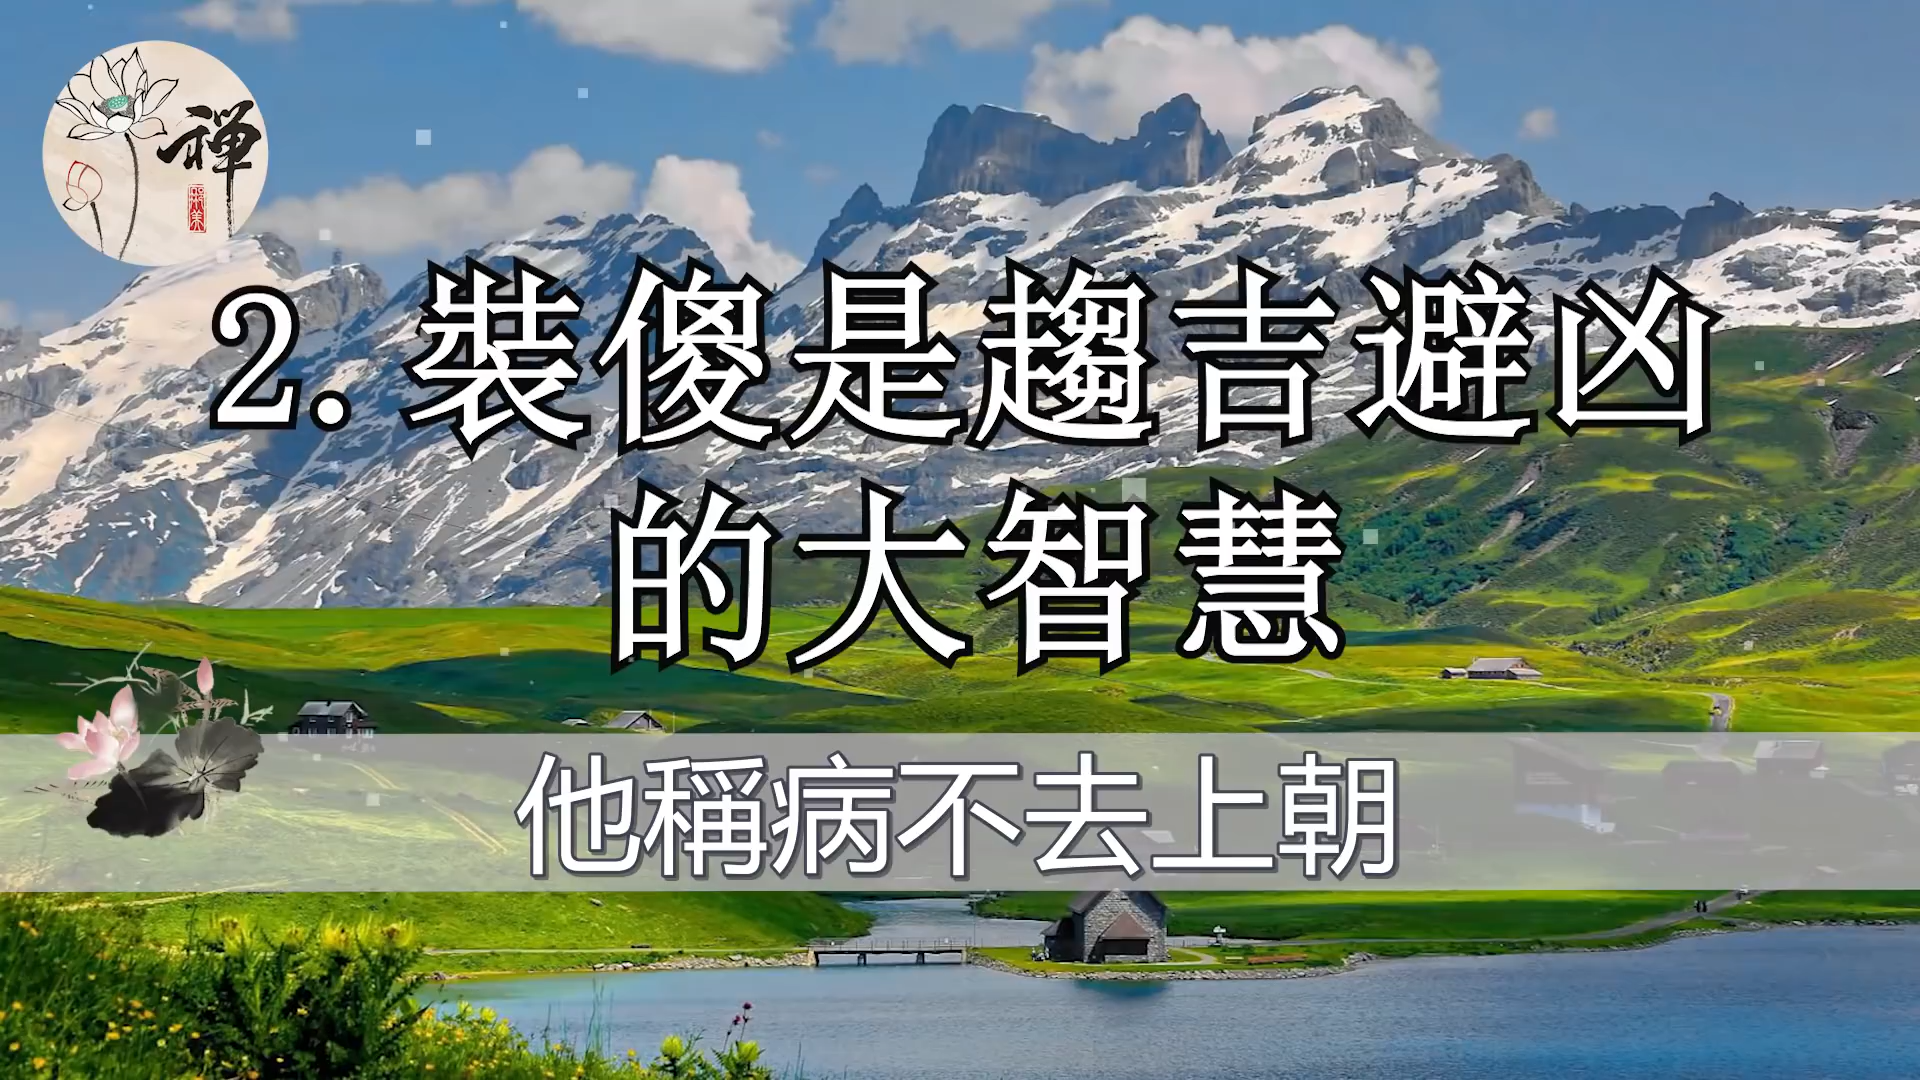 禅
2.裝傻是趨吉避凶
的大智慧
他稱病不去上朝